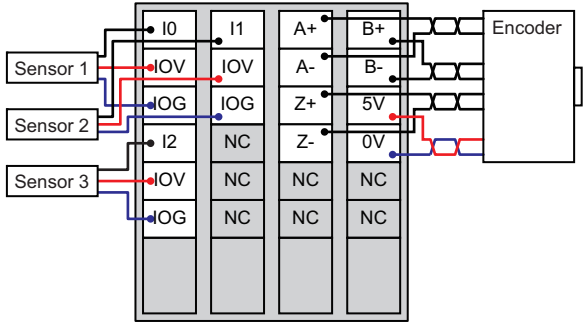 I0 I1 A+ B+ Encoder
Sensor 1 IOV IOV A- B-
IOG IOG Z+ 5V
Sensor 2
I2 NC Z- 0V
Sensor 3 IOV NC NC NC
IOG NC NC NC